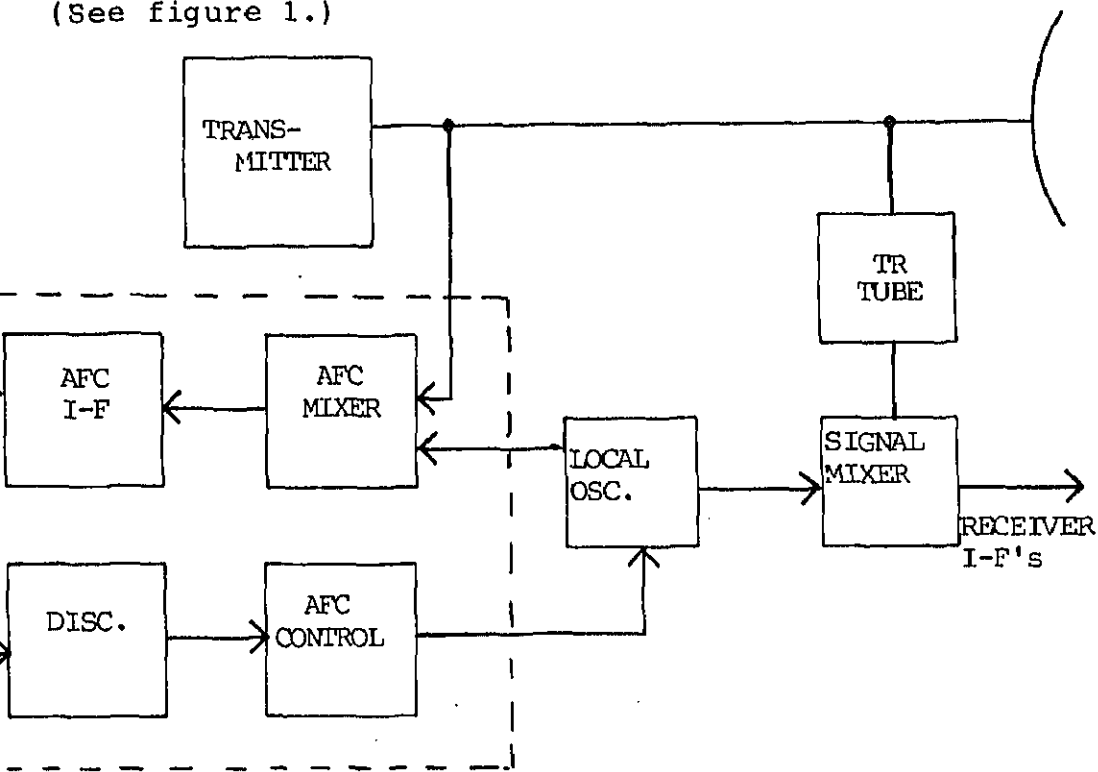 (See figure 1.)
TRANS-
MITTER
TR
TUBE
AFC
I-F
AFC
MIXER
LOCAL
OSC.
SIGNAL
MIXER
RECEIVER
I-F's
DISC.
AFC
CONTROL